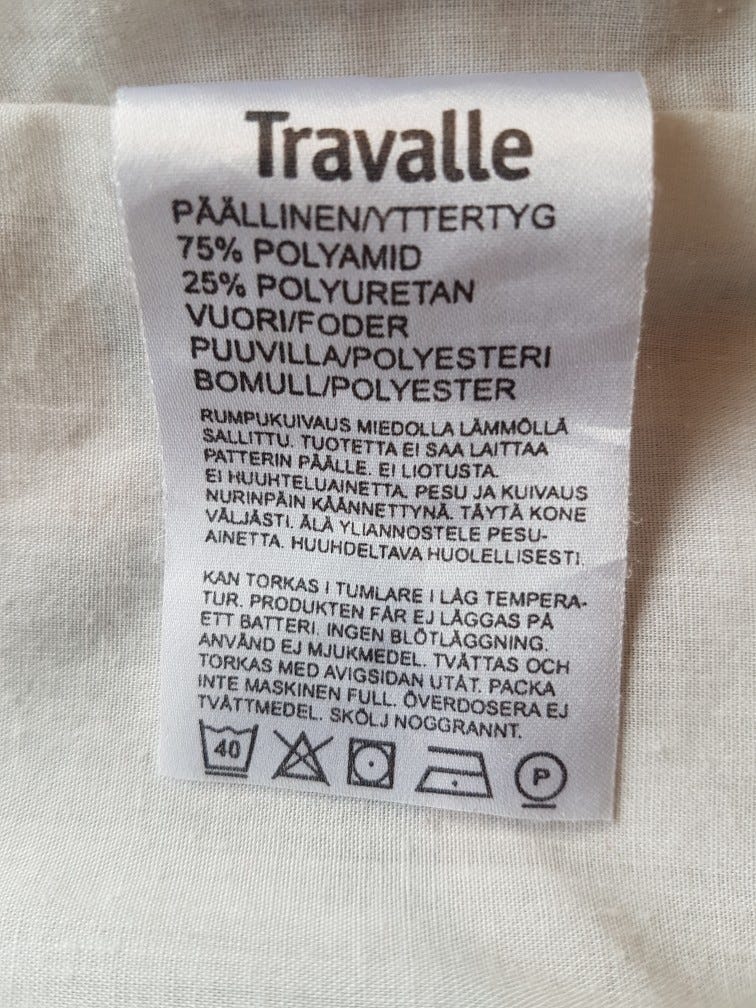 Travalle
PÄÄLLINEN/YTTERTYG
75% POLYAMID
25% POLYURETAN
VUORI/FODER
PUUVILLA/POLYESTERI
BOMULL/POLYESTER
RUMPUKUIVAUS MIEDOLLA LÄMMÖLLÄ
SALLITTU. TUOTETTA EI SAA LAITTAA
PATTERIN PÄÄLLE. EI LIOTUSTA.
EI HUUHTELUAINETTA. PESU JA KUIVAUS
NURINPÄIN KÄÄNNETTYNÄ. TÄYTÄ KONE
VÄLJÄSTI. ÄLÄ YLIANNOSTELE PESU-
AINETTA. HUUHDELTAVA HUOLELLISESTI.
KAN TORKAS I TUMLARE I LÅG TEMPERA-
TUR. PRODUKTEN FÅR EJ LÄGGAS PÅ
ETT BATTERI. INGEN BLÖTLÄGGNING.
ANVÄND EJ MJUKMEDEL. TVÄTTAS OCH
TORKAS MED AVIGSIDAN UTÅT. PACKA
INTE MASKINEN FULL. ÖVERDOSERA EJ
TVÄTTMEDEL. SKÖLJ NOGGRANNT.
40 P